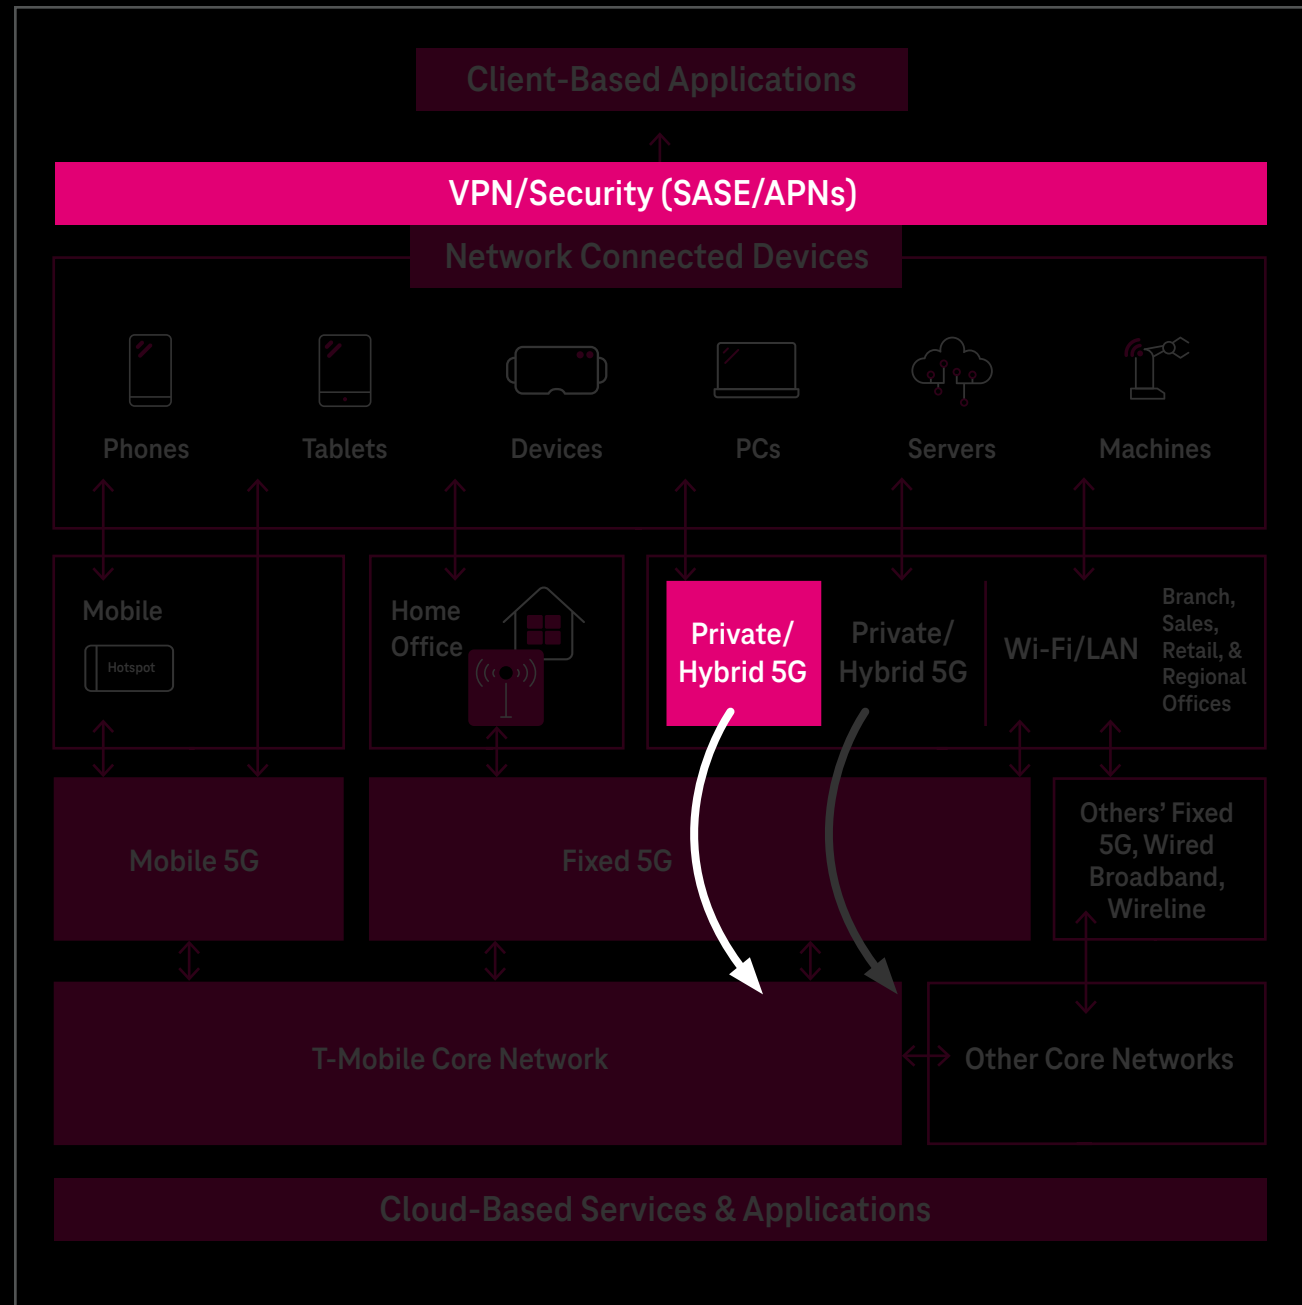 Client-Based Applications
VPN/Security (SASE/APNs)
Network Connected Devices
Phones
Tablets
Devices
PCs
Servers
Machines
Mobile
Hotspot
Home
Office
Private/
Hybrid 5G
Private/
Hybrid 5G
Wi-Fi/LAN
Branch,
Sales,
Retail, &
Regional
Offices
Mobile 5G
Fixed 5G
Others’ Fixed
5G, Wired
Broadband,
Wireline
T-Mobile Core Network
Other Core Networks
Cloud-Based Services & Applications